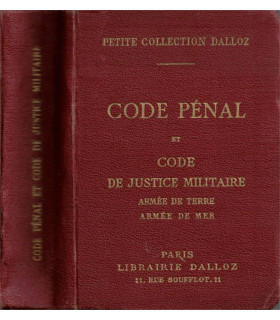 CODE PÉNAL ET CODE DE JUSTICE MILITAIRE
PETITE COLLECTION DALLOZ
CODE PÉNAL
ET
CODE
DE JUSTICE MILITAIRE
ARMÉE DE TERRE
ARMÉE DE MER
PARIS
LIBRAIRIE DALLOZ
11, RUE SOUFFLOT, 11